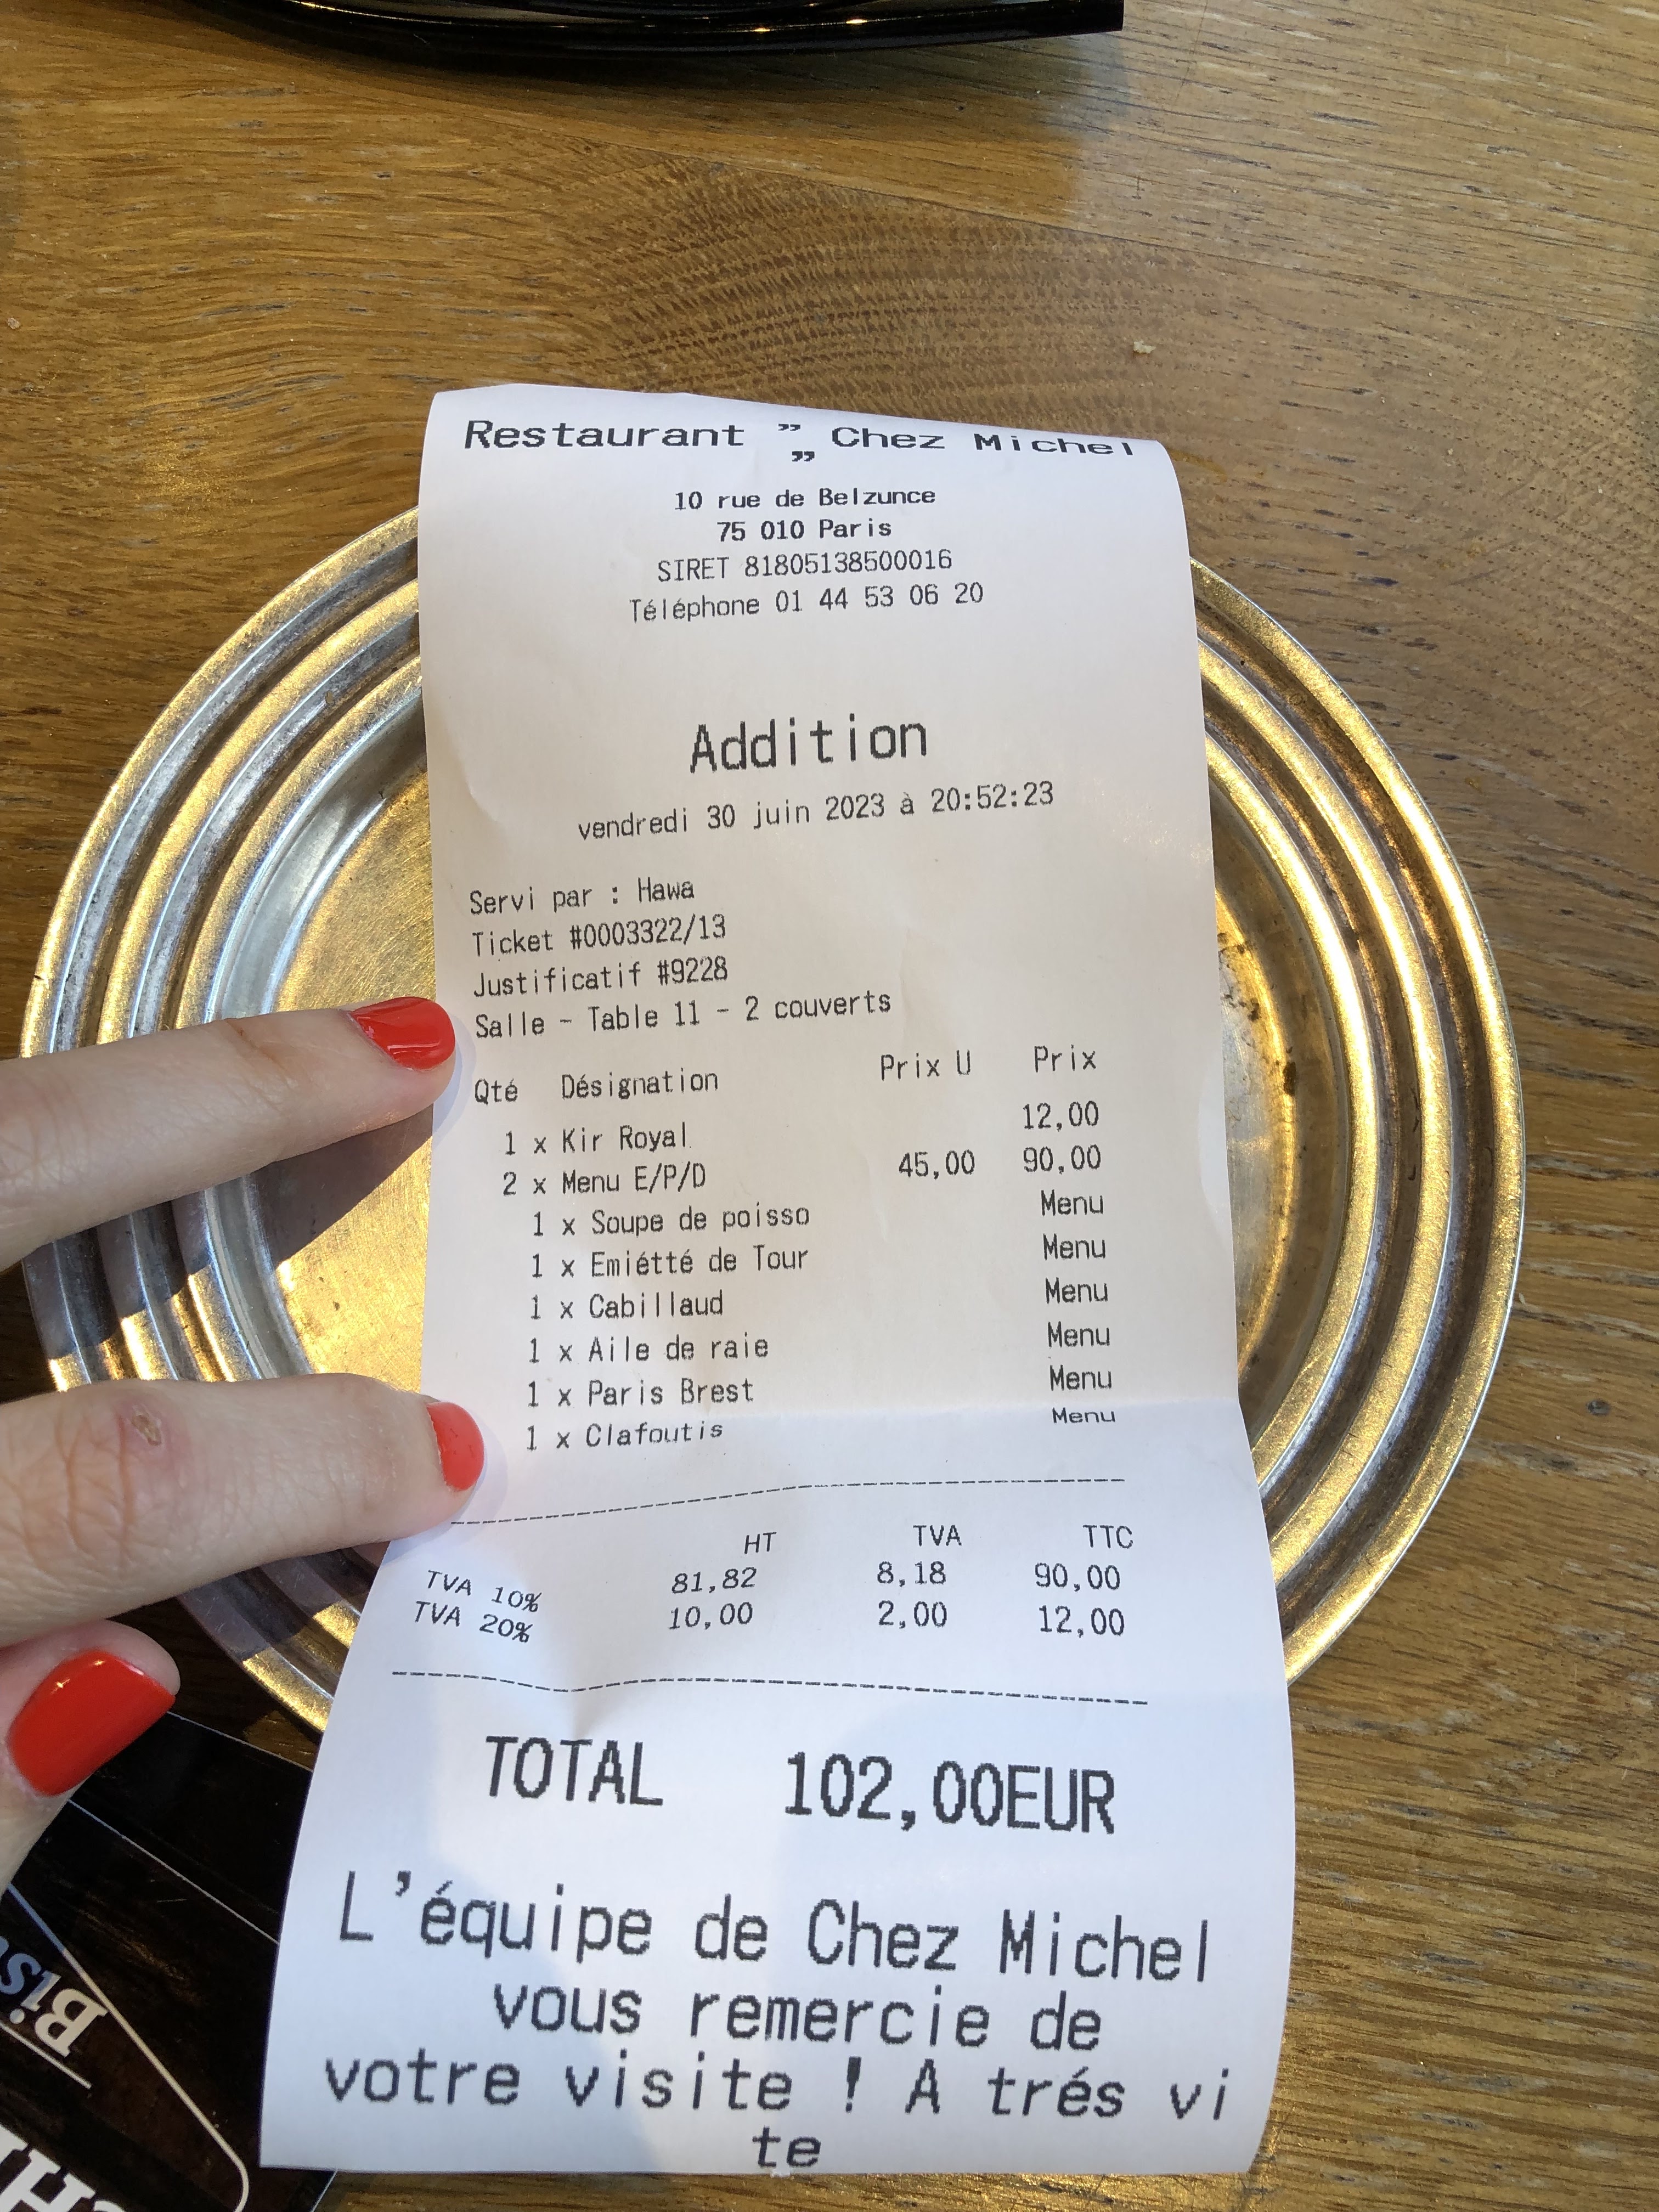 Restaurant " Chez Michel
"
10 rue de Belzunce
75 010 Paris
SIRET 81805138500016
Téléphone 01 44 53 06 20
Addition
vendredi 30 juin 2023 à 20:52:23
Servi par : Hawa
Ticket #0003322/13
Justificatif #9228
Salle - Table 11 - 2 couverts
Qté Désignation Prix U Prix
1 x Kir Royal 12,00
2 x Menu E/P/D 45,00 90,00
1 x Soupe de poisso Menu
1 x Emiétté de Tour Menu
1 x Cabillaud Menu
1 x Aile de raie Menu
1 x Paris Brest Menu
1 x Clafoutis Menu
HT TVA TTC
TVA 10% 81,82 8,18 90,00
TVA 20% 10,00 2,00 12,00
TOTAL 102,00EUR
L'équipe de Chez Michel
vous remercie de
votre visite ! A trés vi
te